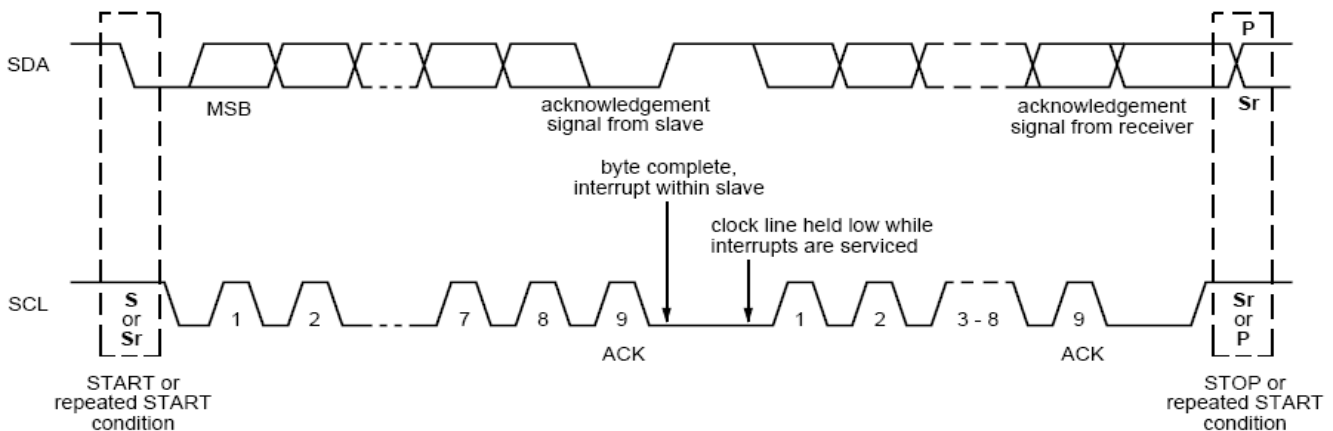 P
SDA
MSB
acknowledgement
signal from slave
acknowledgement
signal from receiver
Sr
byte complete,
interrupt within slave
clock line held low while
interrupts are serviced
SCL
S
or
Sr
1
2
7
8
9
1
2
3 - 8
9
Sr
or
P
ACK
ACK
START or
repeated START
condition
STOP or
repeated START
condition